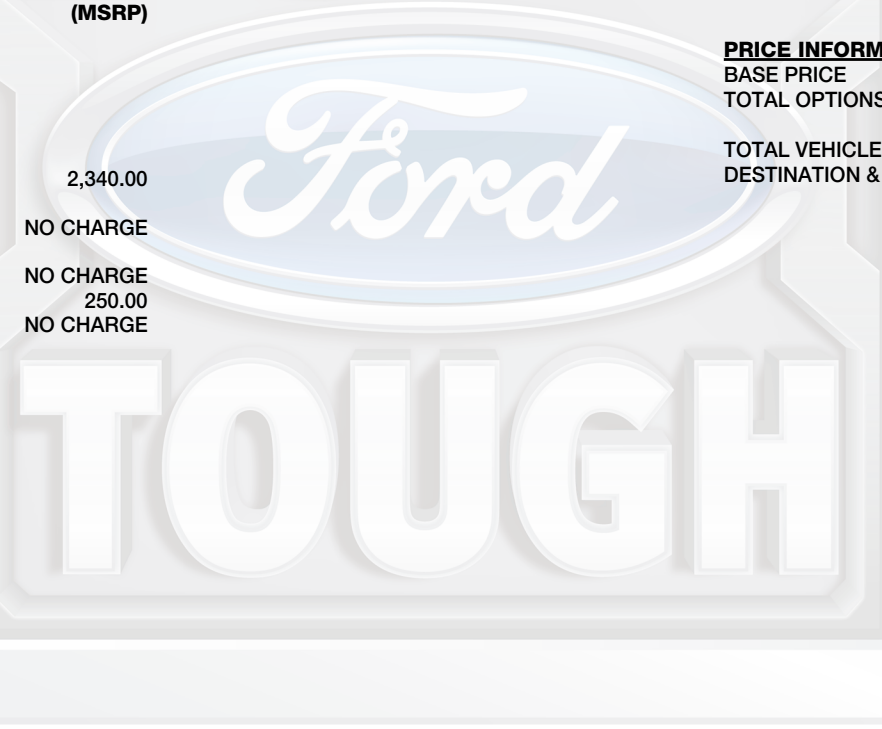 (MSRP)
2,340.00
NO CHARGE
NO CHARGE
250.00
NO CHARGE
PRICE INFORM
BASE PRICE
TOTAL OPTIONS
TOTAL VEHICLE
DESTINATION &
Ford
TOUGH